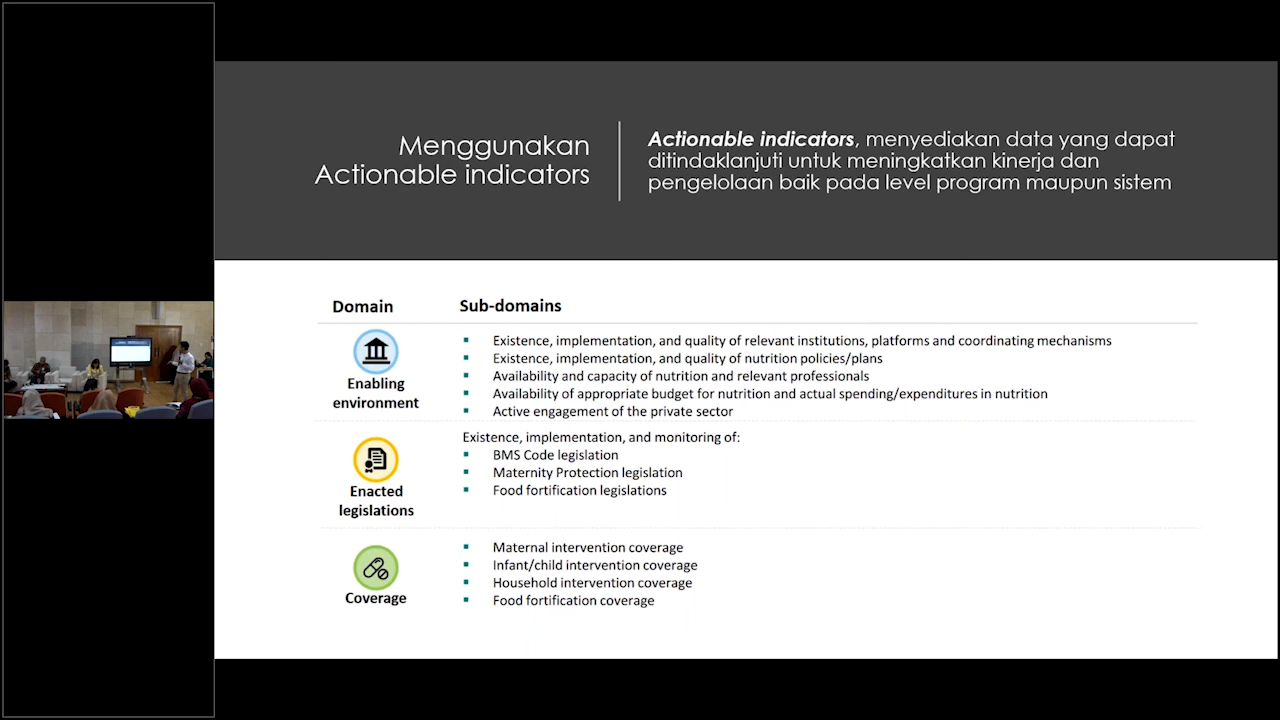 Menggunakan
Actionable indicators
Actionable indicators, menyediakan data yang dapat
ditindaklanjuti untuk meningkatkan kinerja dan
pengelolaan baik pada level program maupun sistem
Domain
Sub-domains
Enabling
environment
Existence, implementation, and quality of relevant institutions, platforms and coordinating mechanisms
Existence, implementation, and quality of nutrition policies/plans
Availability and capacity of nutrition and relevant professionals
Availability of appropriate budget for nutrition and actual spending/expenditures in nutrition
Active engagement of the private sector
Enacted
legislations
Existence, implementation, and monitoring of:
BMS Code legislation
Maternity Protection legislation
Food fortification legislations
Coverage
Maternal intervention coverage
Infant/child intervention coverage
Household intervention coverage
Food fortification coverage